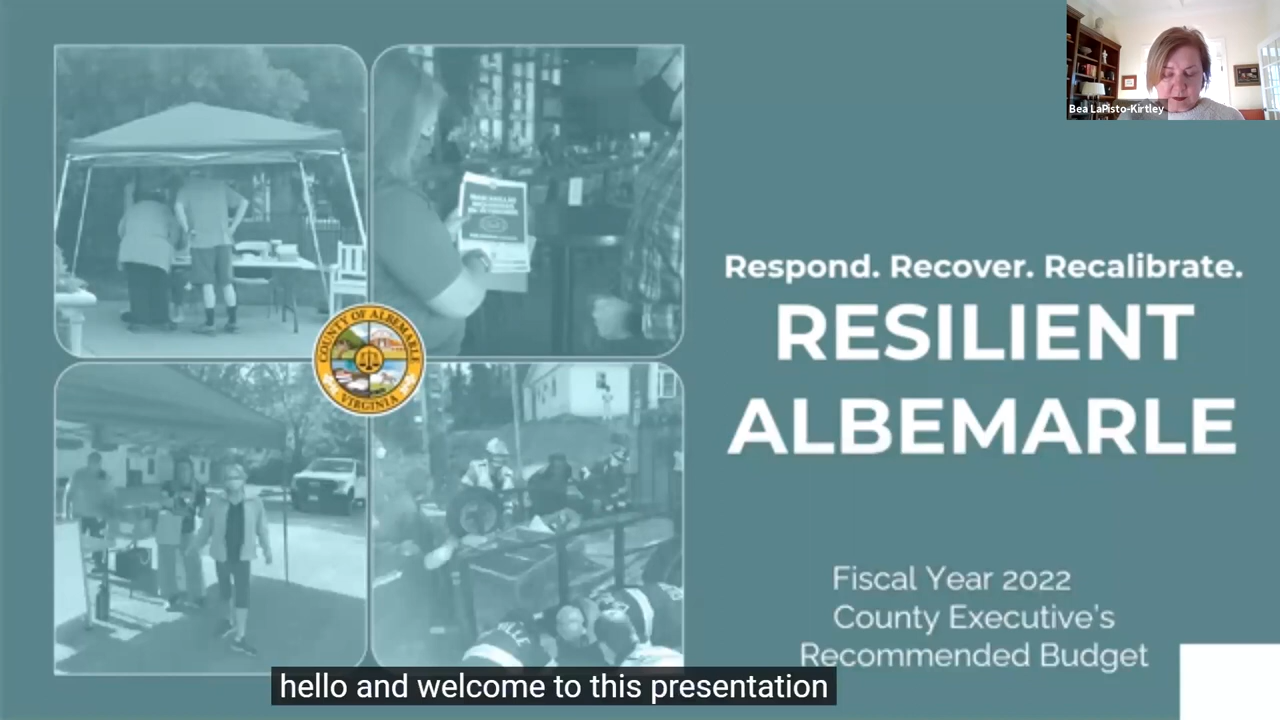 Bea LaPisto-Kirtley
Respond. Recover. Recalibrate.
RESILIENT
ALBEMARLE
COUNTY OF ALBEMARLE
VIRGINIA
Fiscal Year 2022
County Executive's
Recommended Budget
hello and welcome to this presentation